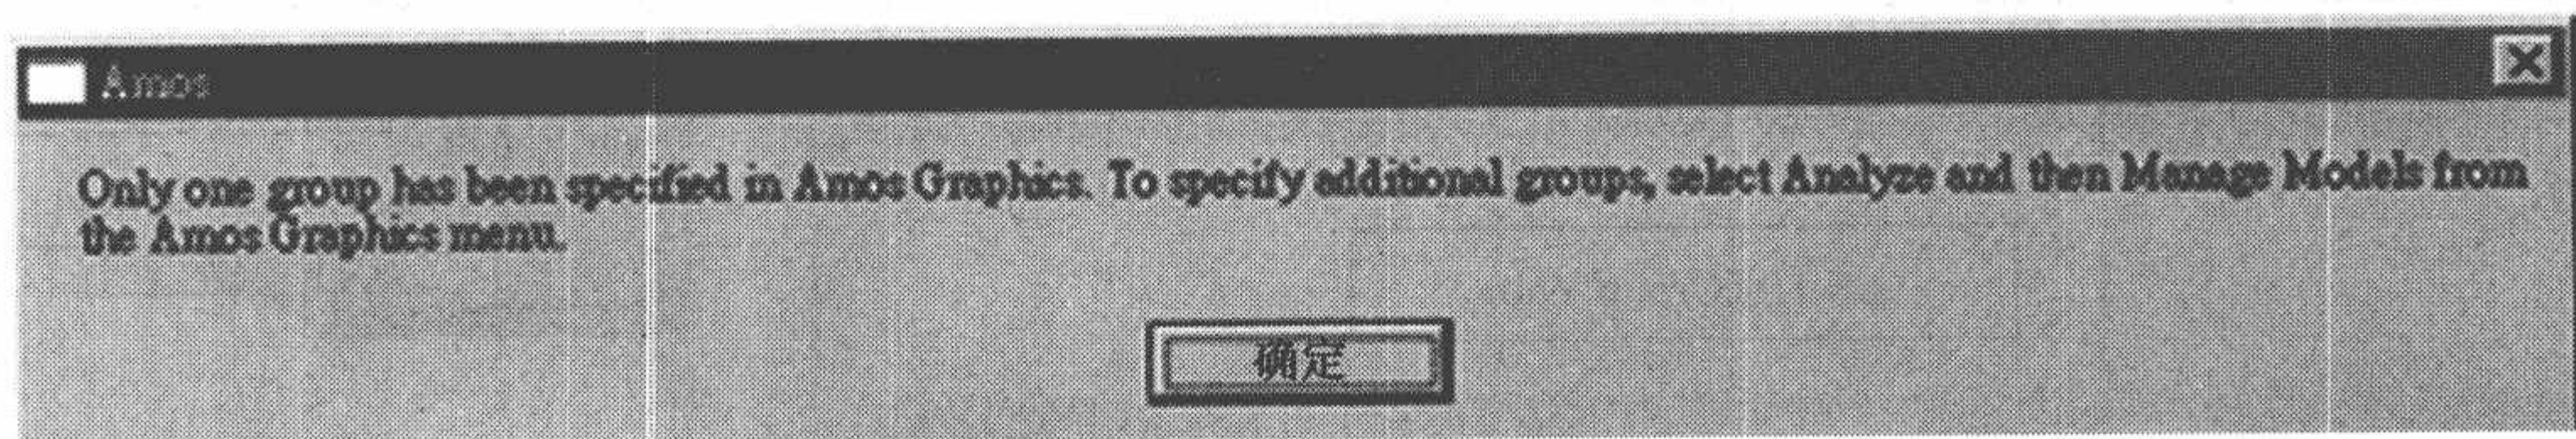 Amos
Only one group has been specified in Amos Graphics. To specify additional groups, select Analyze and then Manage Models from
the Amos Graphics menu.
确定